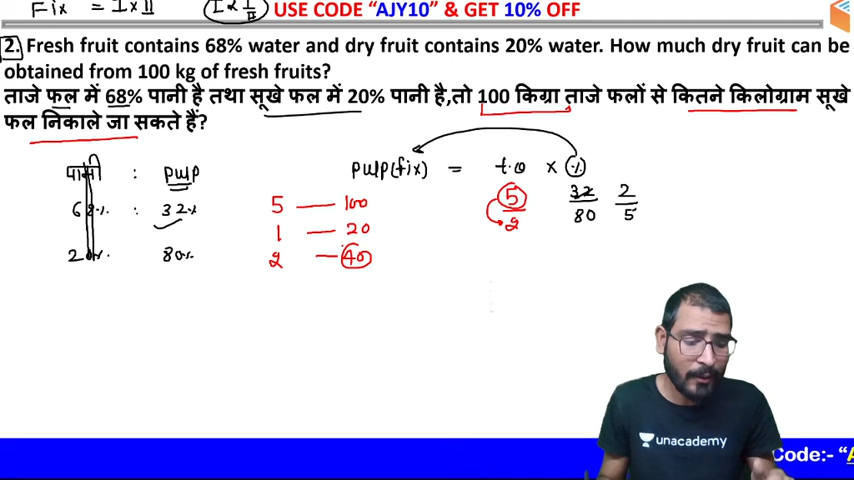 Fix = I x II I α 1/II USE CODE “AJY10” & GET 10% OFF
2. Fresh fruit contains 68% water and dry fruit contains 20% water. How much dry fruit can be
obtained from 100 kg of fresh fruits?
ताजे फल में 68% पानी है तथा सूखे फल में 20% पानी है,तो 100 किग्रा ताजे फलों से कितने किलोग्राम सूखे
फल निकाले जा सकते हैं?
पानी : pulp pulp(fix) = t.Q x %
68% : 32% 5 — 100 5/2 32/80 2/5
1 — 20
20% 80% 2 — 40
unacademy
Code:- “A